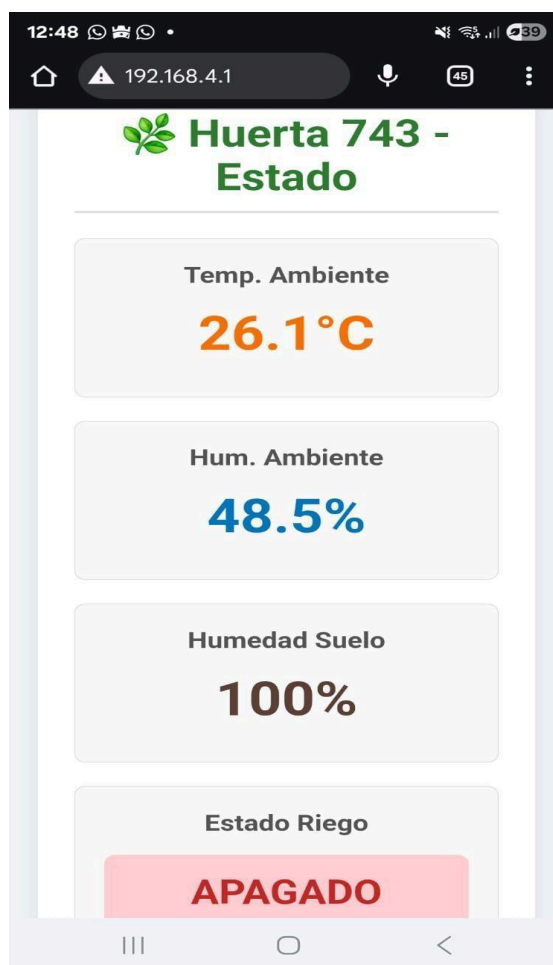 12:48
39
192.168.4.1
45
Huerta 743 -
Estado
Temp. Ambiente
26.1°C
Hum. Ambiente
48.5%
Humedad Suelo
100%
Estado Riego
APAGADO